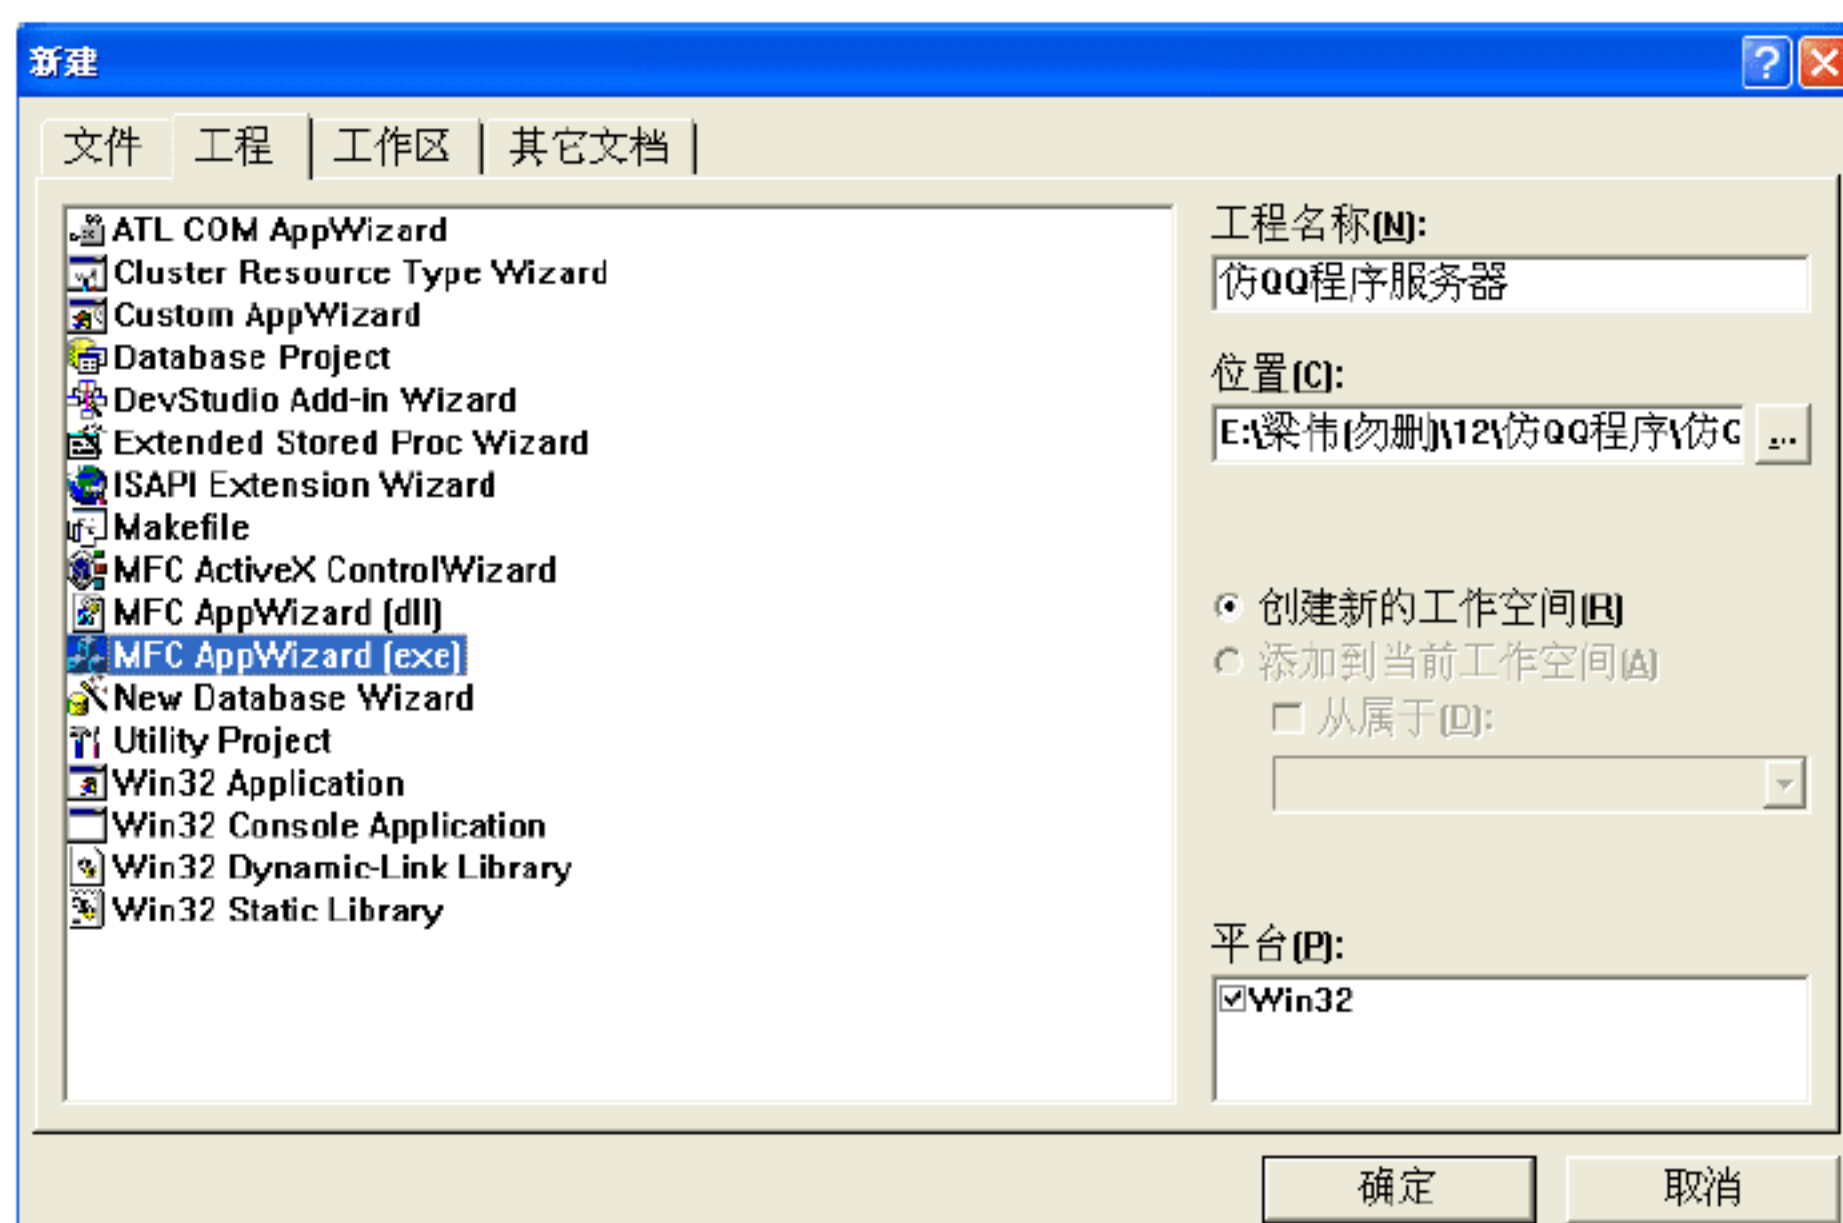 新建
文件 工程 工作区 其它文档
ATL COM AppWizard
Cluster Resource Type Wizard
Custom AppWizard
Database Project
DevStudio Add-in Wizard
Extended Stored Proc Wizard
ISAPI Extension Wizard
Makefile
MFC ActiveX ControlWizard
MFC AppWizard (dll)
MFC AppWizard (exe)
New Database Wizard
Utility Project
Win32 Application
Win32 Console Application
Win32 Dynamic-Link Library
Win32 Static Library
工程名称(N):
仿QQ程序服务器
位置(C):
E:\梁伟(勿删)\12\仿QQ程序\仿G
...
创建新的工作空间(R)
添加到当前工作空间(A)
从属于(D):
平台(P):
Win32
确定 取消